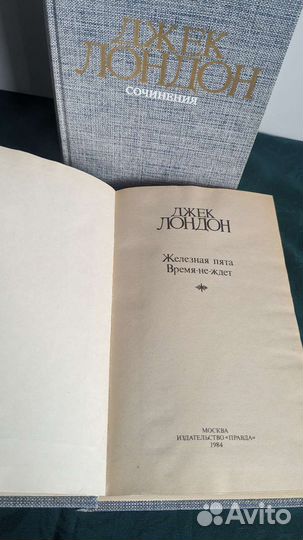 ДЖЕК
ЛОНДОН
СОЧИНЕНИЯ
ДЖЕК
ЛОНДОН
Железная пята
Время-не-ждет
МОСКВА
ИЗДАТЕЛЬСТВО «ПРАВДА»
1984
Avito